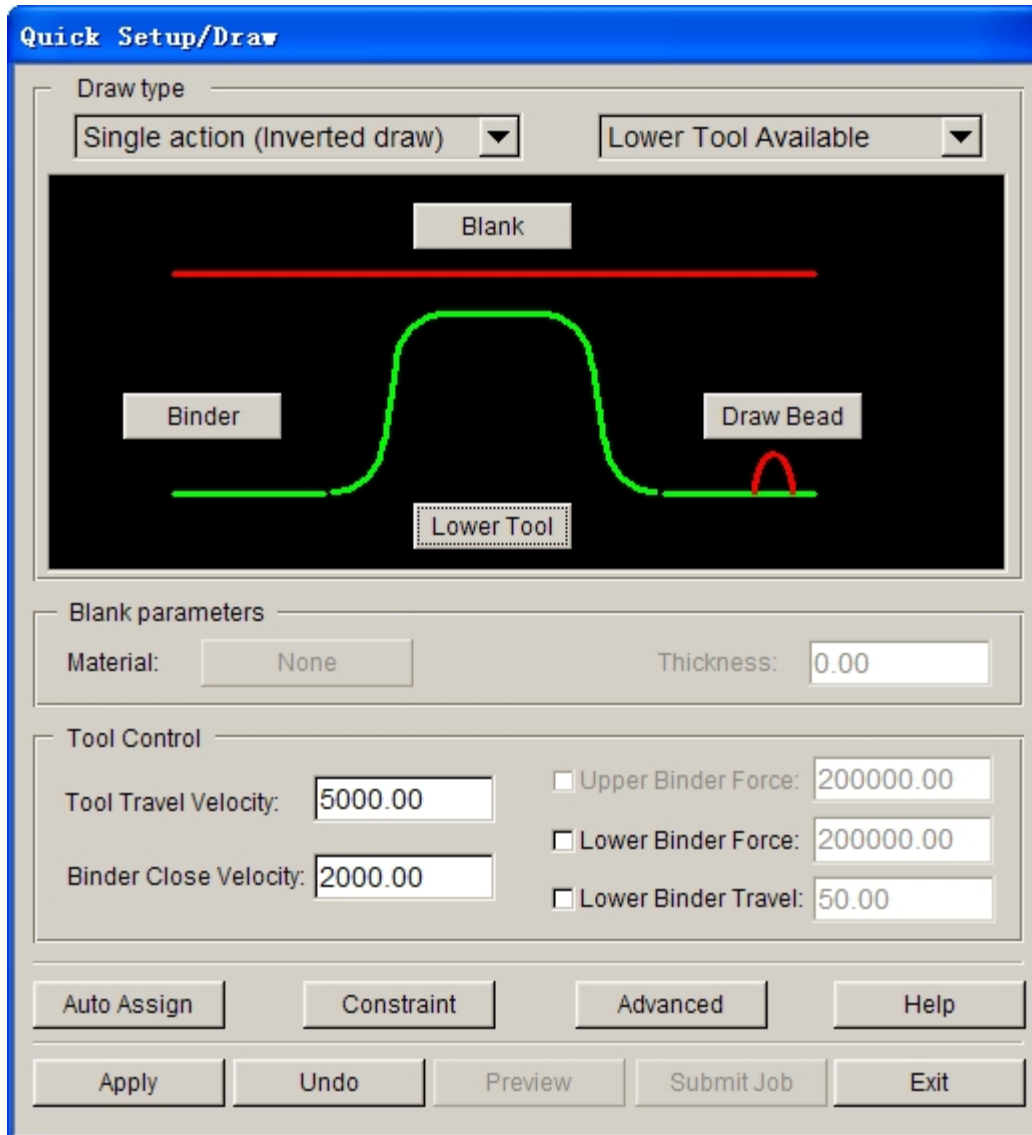 Quick Setup/Draw
Draw type
Single action (Inverted draw)
Lower Tool Available
Blank
Binder
Draw Bead
Lower Tool
Blank parameters
Material:
None
Thickness:
0.00
Tool Control
Tool Travel Velocity:
5000.00
Upper Binder Force:
200000.00
Lower Binder Force:
200000.00
Binder Close Velocity:
2000.00
Lower Binder Travel:
50.00
Auto Assign
Constraint
Advanced
Help
Apply
Undo
Preview
Submit Job
Exit